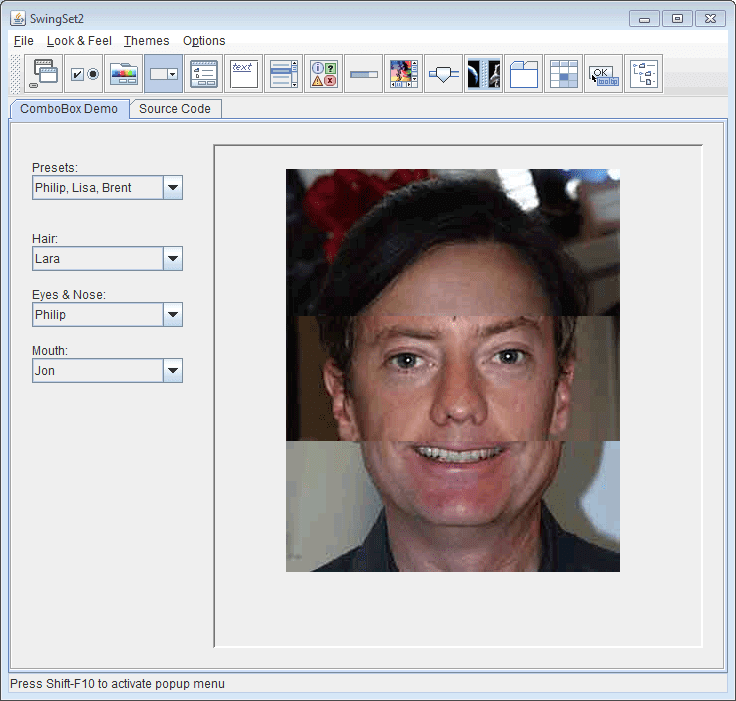 SwingSet2
File Look & Feel Themes Options
text
OK
tooltip
ComboBox Demo Source Code
Presets:
Philip, Lisa, Brent
Hair:
Lara
Eyes & Nose:
Philip
Mouth:
Jon
Press Shift-F10 to activate popup menu